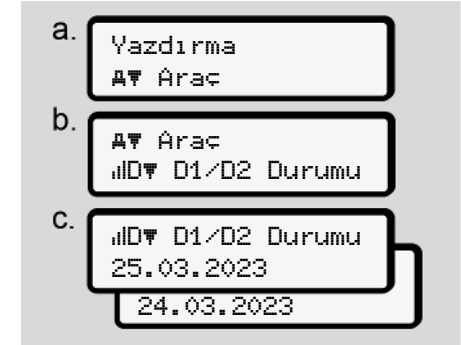 a.
Yazdırma
Araç
b.
Araç
D▼ D1/D2 Durumu
c.
D▼ D1/D2 Durumu
25.03.2023
24.03.2023